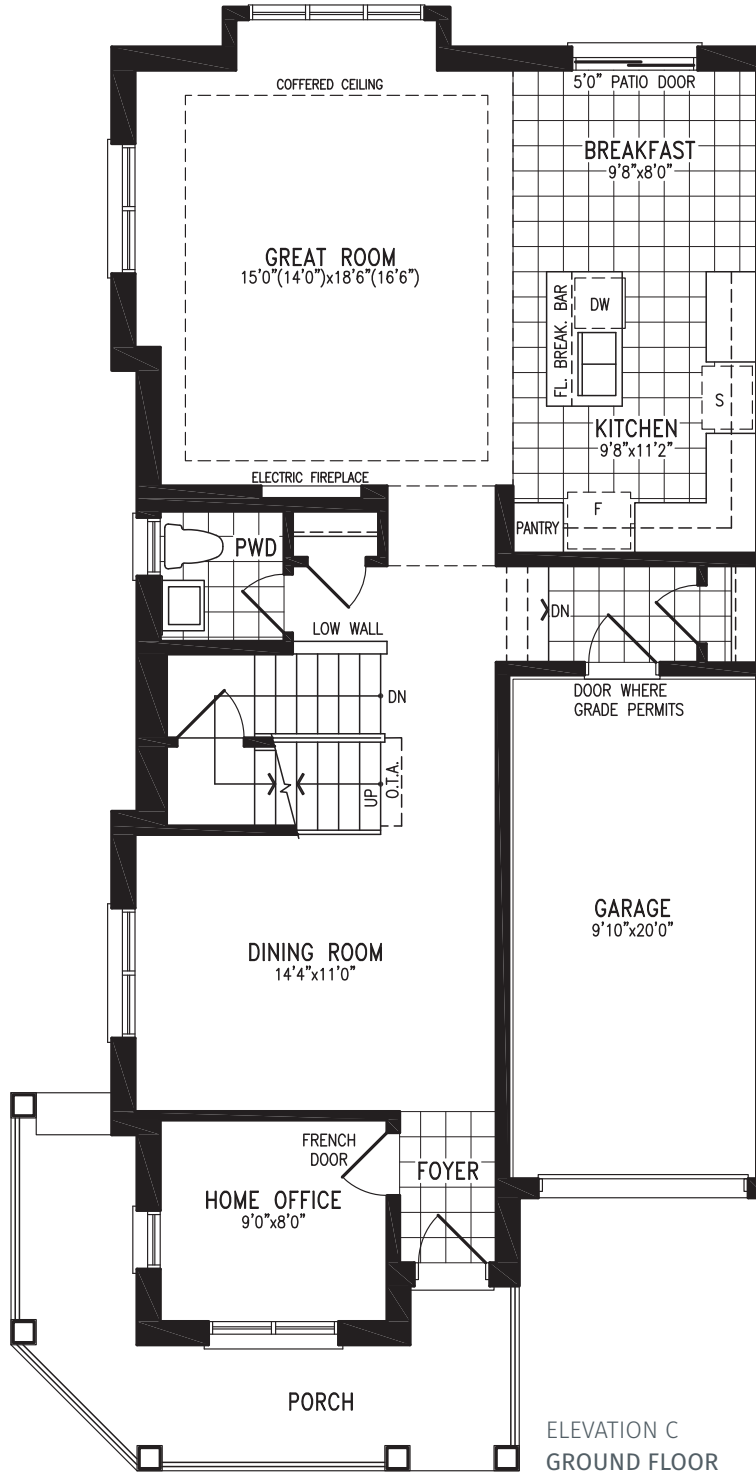 COFFERED CEILING
5'0" PATIO DOOR
BREAKFAST
9'8"x8'0"
GREAT ROOM
15'0"(14'0")x18'6"(16'6")
FL. BREAK. BAR
DW
S
KITCHEN
9'8"x11'2"
ELECTRIC FIREPLACE
F
PANTRY
PWD
LOW WALL
DN
DN
DOOR WHERE
GRADE PERMITS
UP
O.T.A.
N
GARAGE
9'10"x20'0"
DINING ROOM
14'4"x11'0"
FRENCH
DOOR
FOYER
HOME OFFICE
9'0"x8'0"
PORCH
ELEVATION C
GROUND FLOOR